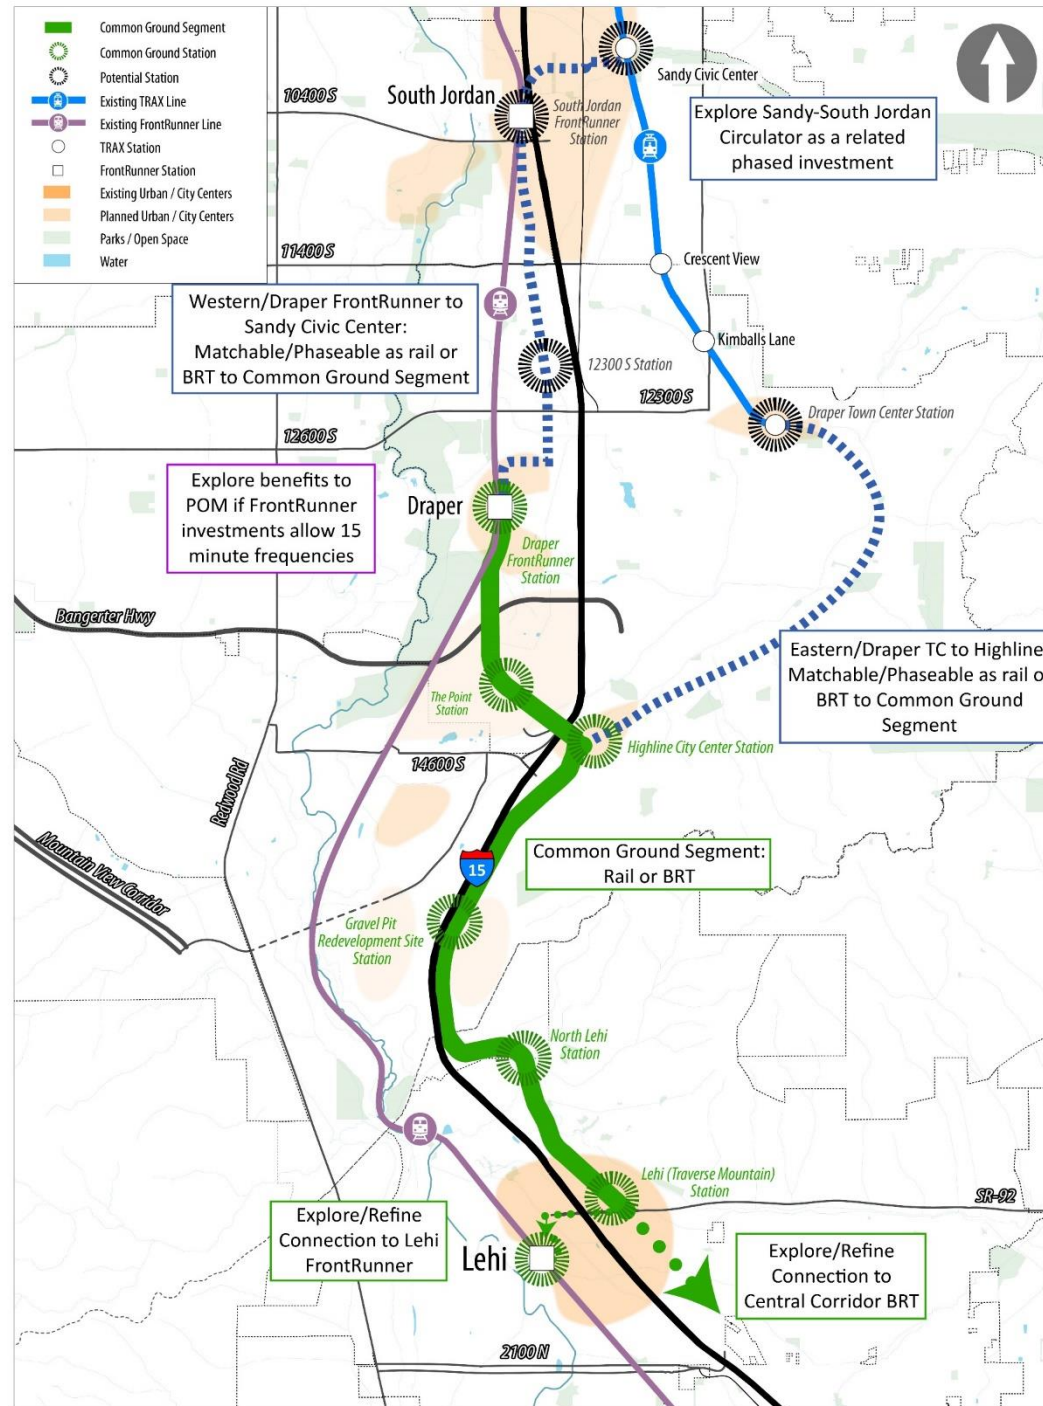 Common Ground Segment
Common Ground Station
Potential Station
Existing TRAX Line
Existing FrontRunner Line
TRAX Station
FrontRunner Station
Existing Urban / City Centers
Planned Urban / City Centers
Parks / Open Space
Water
Sandy Civic Center
10400 S
South Jordan
South Jordan
FrontRunner
Station
Explore Sandy-South Jordan
Circulator as a related
phased investment
11400 S
Crescent View
Western/Draper FrontRunner to
Sandy Civic Center:
Matchable/Phaseable as rail or
BRT to Common Ground Segment
Kimballs Lane
12300 S Station
12300 S
Draper Town Center Station
12600 S
Explore benefits to
POM if FrontRunner
investments allow 15
minute frequencies
Draper
Draper
FrontRunner
Station
Bangerter Hwy
Eastern/Draper TC to Highline
Matchable/Phaseable as rail o
BRT to Common Ground
Segment
The Point
Station
Highline City Center Station
14600 S
Redwood Rd
Mountain View Corridor
15
Common Ground Segment:
Rail or BRT
Gravel Pit
Redevelopment Site
Station
North Lehi
Station
Lehi (Traverse Mountain)
Station
SR-92
Explore/Refine
Connection to Lehi
FrontRunner
Lehi
Explore/Refine
Connection to
Central Corridor BRT
2100 N